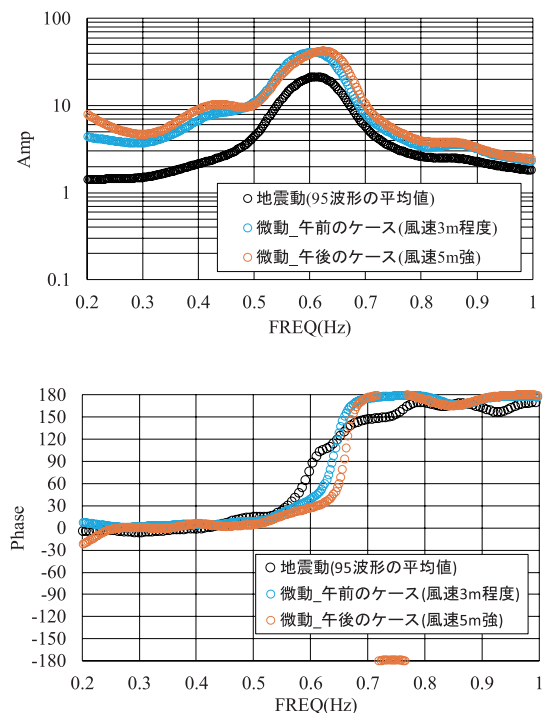 100
10
1
0.1
Amp
地震動(95波形の平均値)
微動_午前のケース(風速3m程度)
微動_午後のケース(風速5m強)
0.2 0.3 0.4 0.5 0.6 0.7 0.8 0.9 1
FREQ(Hz)
180
150
120
90
60
30
0
-30
-60
-90
-120
-150
-180
Phase
地震動(95波形の平均値)
微動_午前のケース(風速3m程度)
微動_午後のケース(風速5m強)
0.2 0.3 0.4 0.5 0.6 0.7 0.8 0.9 1
FREQ(Hz)